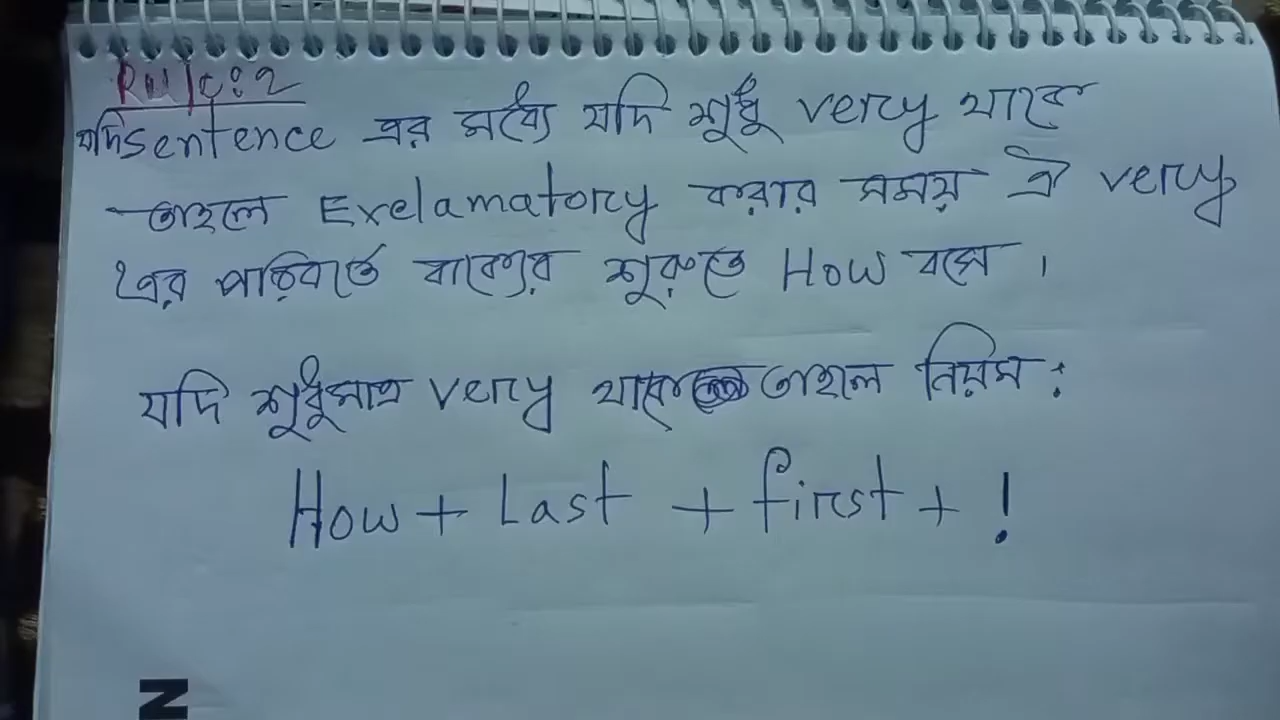 Rule:2
যদি sentence এর মধ্যে যদি শুধু very থাকে
তাহলে Exelamatory করার সময় ঐ very
এর পরিবর্তে বাক্যের শুরুতে How বসে ।
যদি শুধুমাত্র very থাকে তাহলে নিয়ম :
How + Last + first + !
N